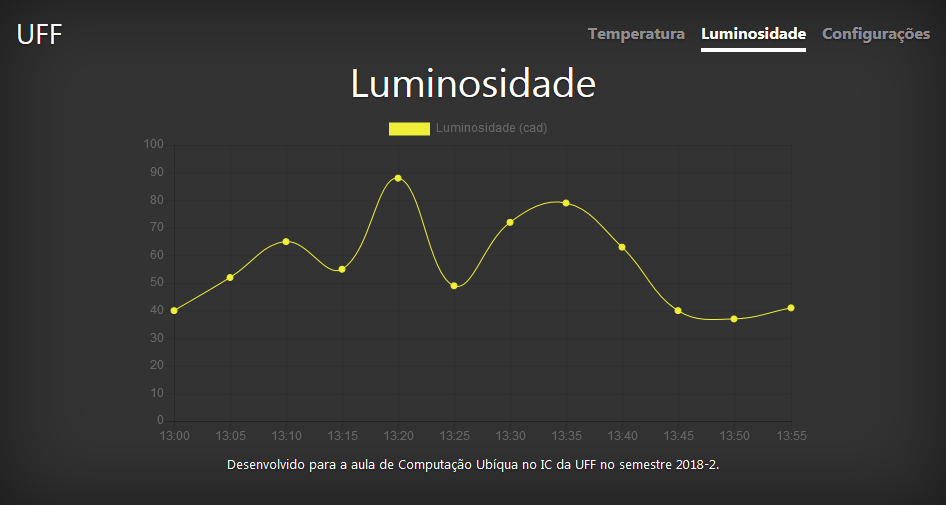 UFF
Temperatura Luminosidade Configurações
Luminosidade
Luminosidade (cad)
100
90
80
70
60
50
40
30
20
10
0
13:00 13:05 13:10 13:15 13:20 13:25 13:30 13:35 13:40 13:45 13:50 13:55
Desenvolvido para a aula de Computação Ubíqua no IC da UFF no semestre 2018-2.